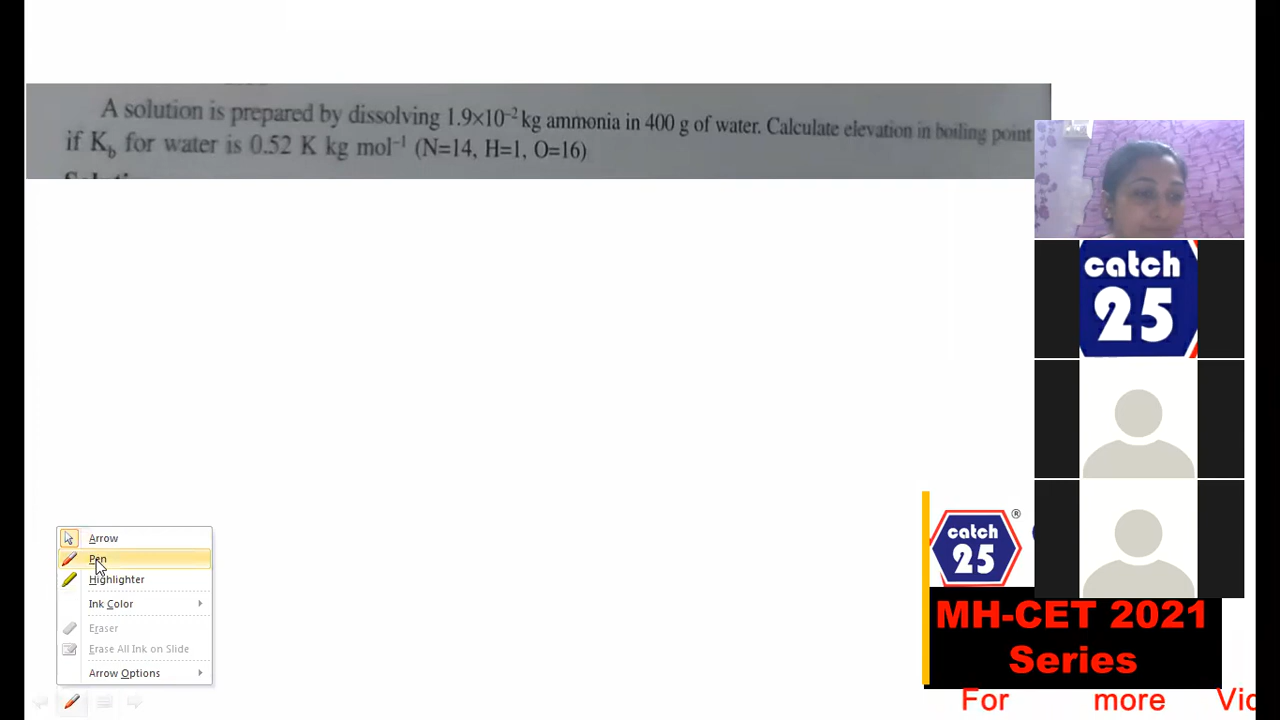 A solution is prepared by dissolving 1.9×10⁻² kg ammonia in 400 g of water. Calculate elevation in boiling point
if K_b for water is 0.52 K kg mol⁻¹ (N=14, H=1, O=16)
catch
25
Arrow
Pen
Highlighter
Ink Color
Eraser
Erase All Ink on Slide
Arrow Options
catch
25
®
MH-CET 2021
Series
For more